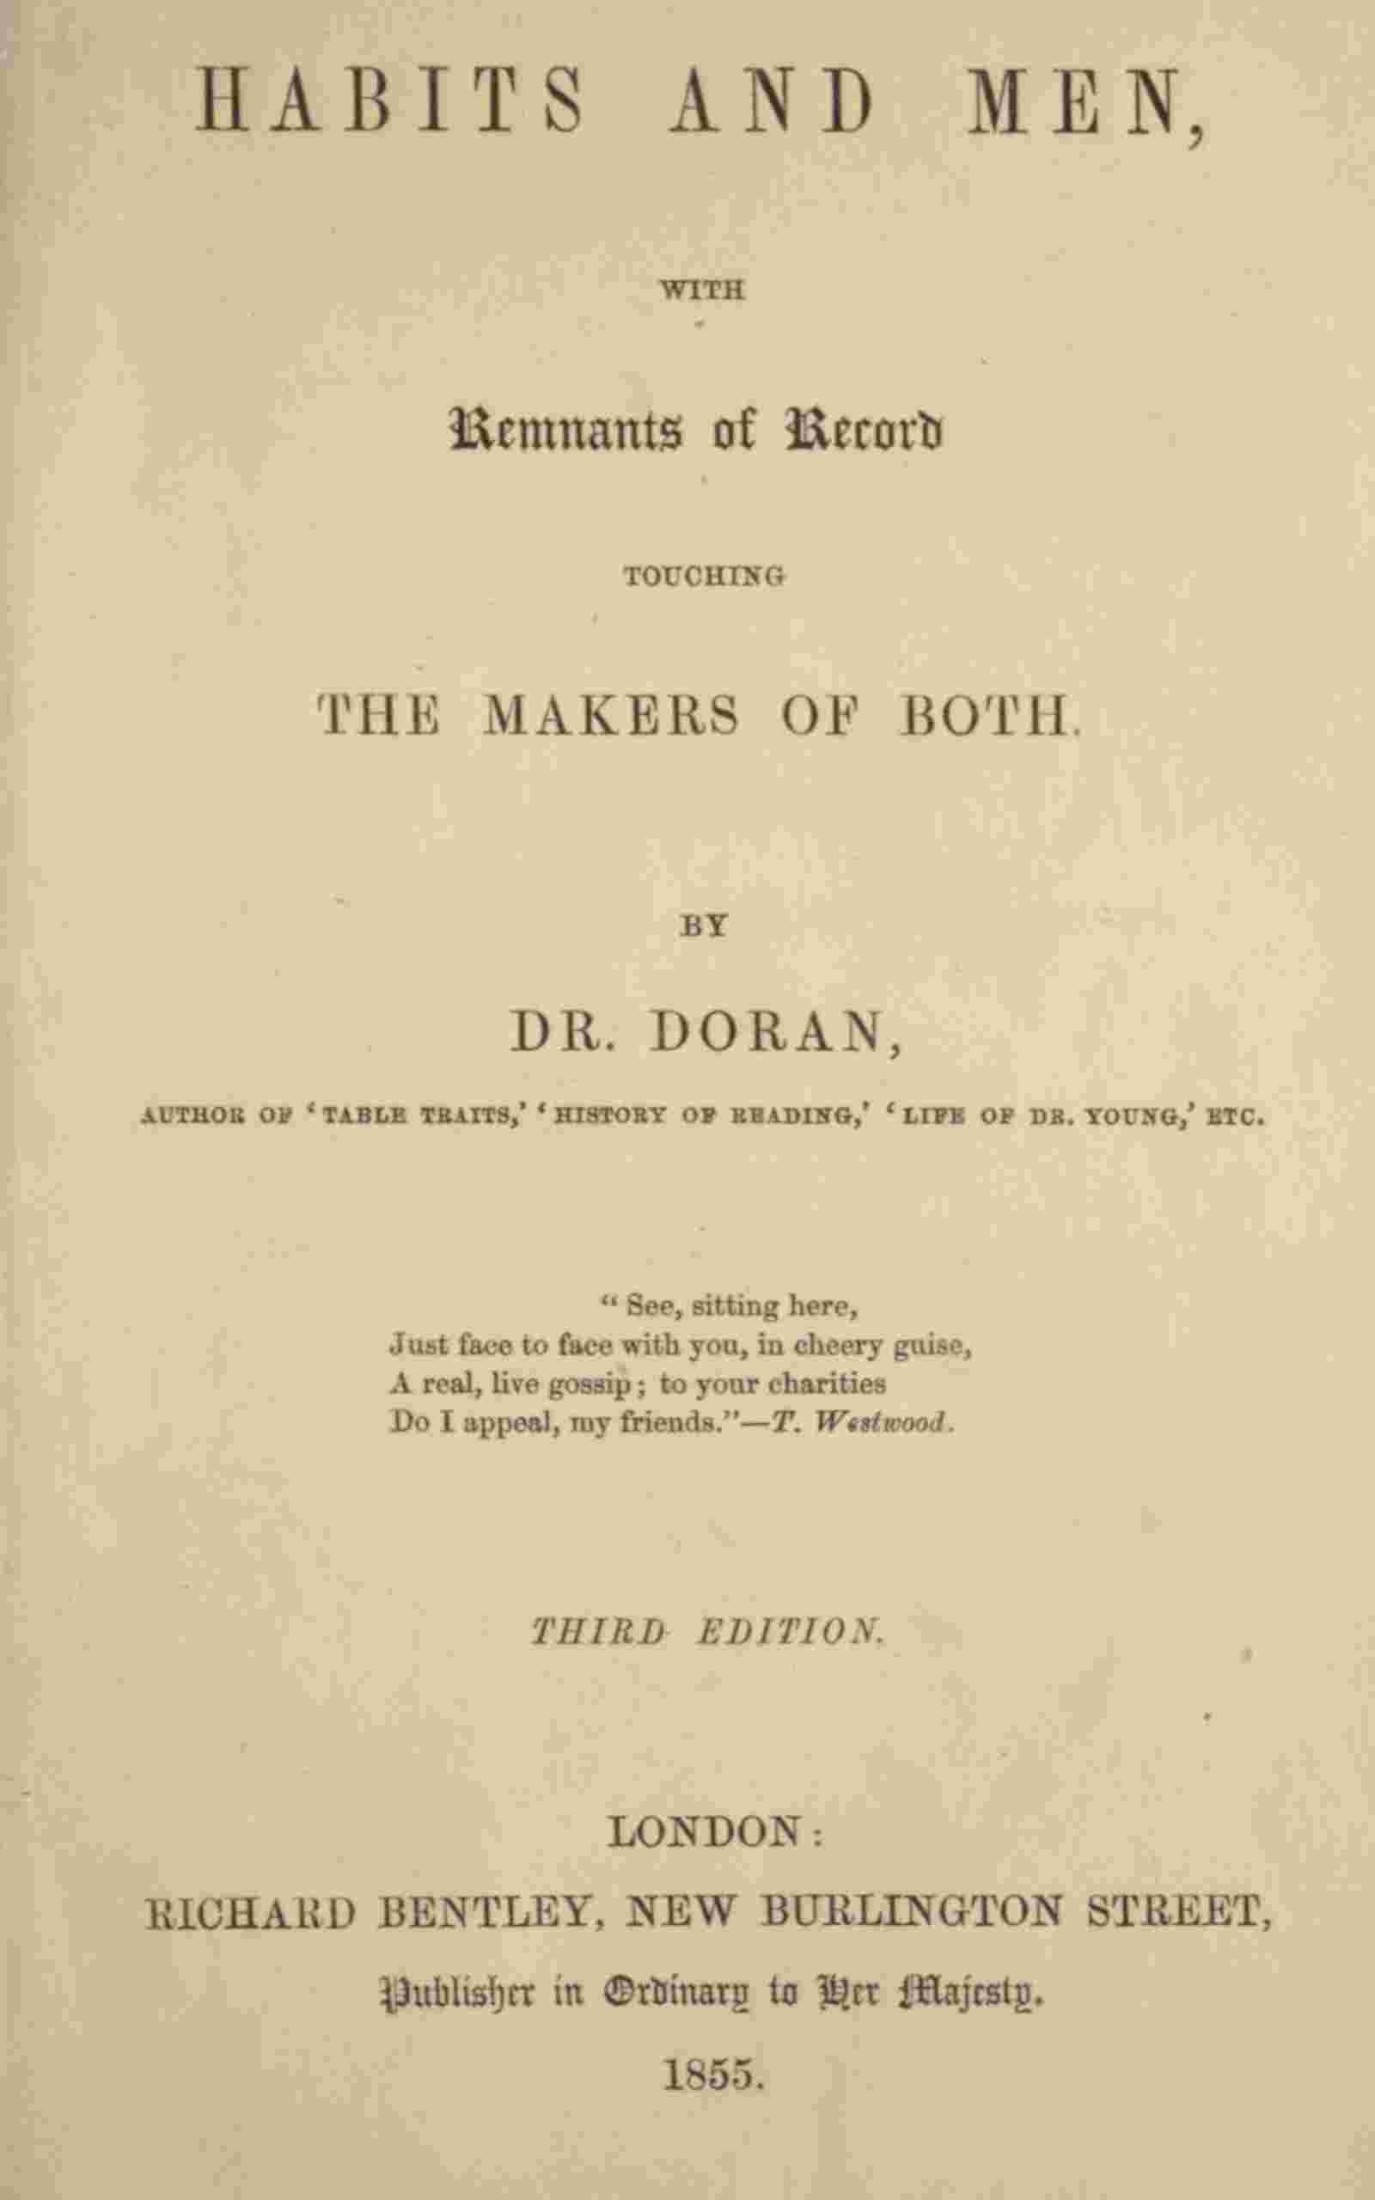 HABITS AND MEN,
WITH
Remnants of Record
TOUCHING
THE MAKERS OF BOTH.
BY
DR. DORAN,
AUTHOR OF ‘TABLE TRAITS,’ ‘HISTORY OF READING,’ ‘LIFE OF DR. YOUNG,’ ETC.
“See, sitting here,
Just face to face with you, in cheery guise,
A real, live gossip; to your charities
Do I appeal, my friends.”—T. Westwood.
THIRD EDITION.
LONDON:
RICHARD BENTLEY, NEW BURLINGTON STREET,
Publisher in Ordinary to Her Majesty.
1855.